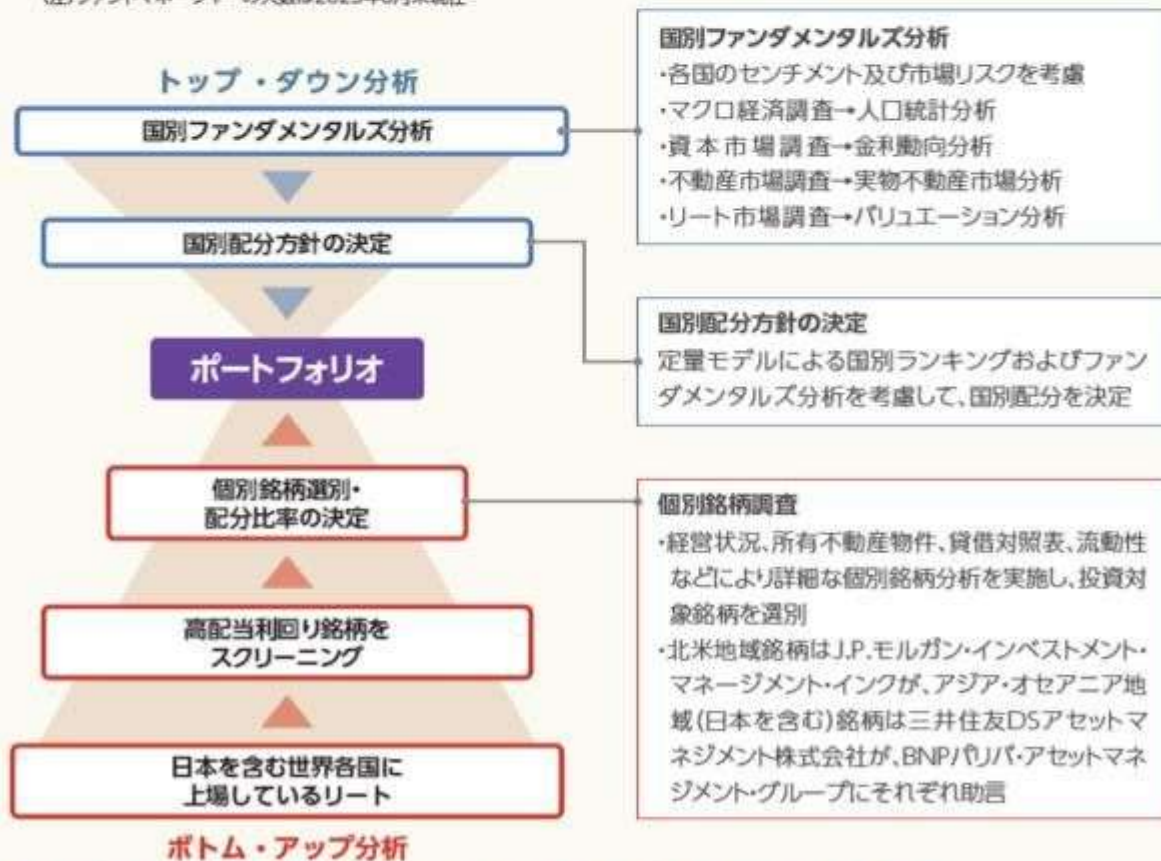 トップ・ダウン分析
国別ファンダメンタルズ分析
国別配分方針の決定
ポートフォリオ
個別銘柄選別・
配分比率の決定
高配当利回り銘柄を
スクリーニング
日本を含む世界各国に
上場しているリート
ボトム・アップ分析
国別ファンダメンタルズ分析
・各国のセンチメント及び市場リスクを考慮
・マクロ経済調査→人口統計分析
・資本市場調査→金利動向分析
・不動産市場調査→実物不動産市場分析
・リート市場調査→バリュエーション分析
国別配分方針の決定
定量モデルによる国別ランキングおよびファン
ダメンタルズ分析を考慮して、国別配分を決定
個別銘柄調査
・経営状況、所有不動産物件、貸借対照表、流動性
などにより詳細な個別銘柄分析を実施し、投資対
象銘柄を選別
・北米地域銘柄はJ.P.モルガン・インベストメント・
マネージメント・インクが、アジア・オセアニア地
域(日本を含む)銘柄は三井住友DSアセットマ
ネジメント株式会社が、BNPパリバ・アセットマネ
ジメント・グループにそれぞれ助言